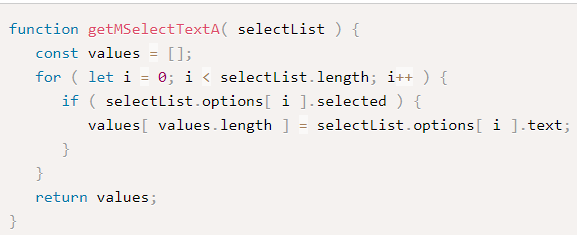 function getMSelectTextA( selectList ) {
   const values = [];
   for ( let i = 0; i < selectList.length; i++ ) {
      if ( selectList.options[ i ].selected ) {
         values[ values.length ] = selectList.options[ i ].text;
      }
   }
   return values;
}